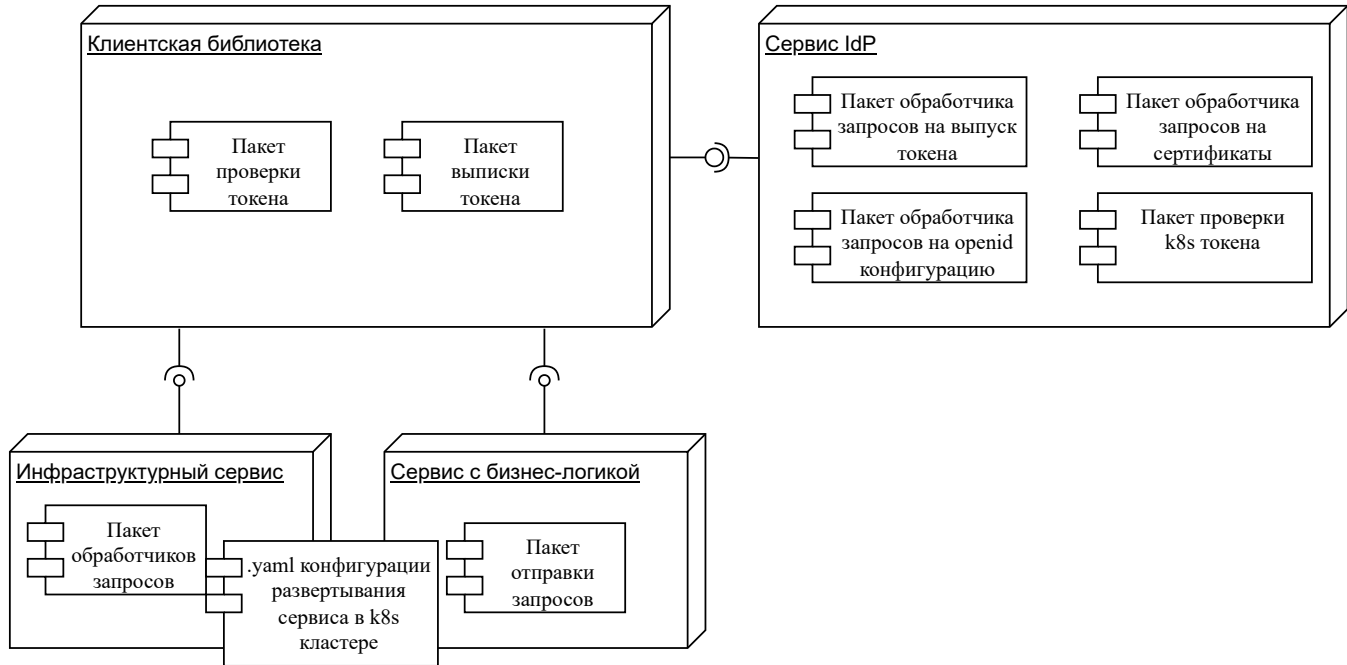 Клиентская библиотека
Пакет
проверки
токена
Пакет
выписки
токена
Сервис IdP
Пакет обработчика
запросов на выпуск
токена
Пакет обработчика
запросов на
сертификаты
Пакет обработчика
запросов на openid
конфигурацию
Пакет проверки
k8s токена
Инфраструктурный сервис
Пакет
обработчиков
запросов
.yaml конфигурации
развертывания
сервиса в k8s
кластере
Сервис с бизнес-логикой
Пакет
отправки
запросов